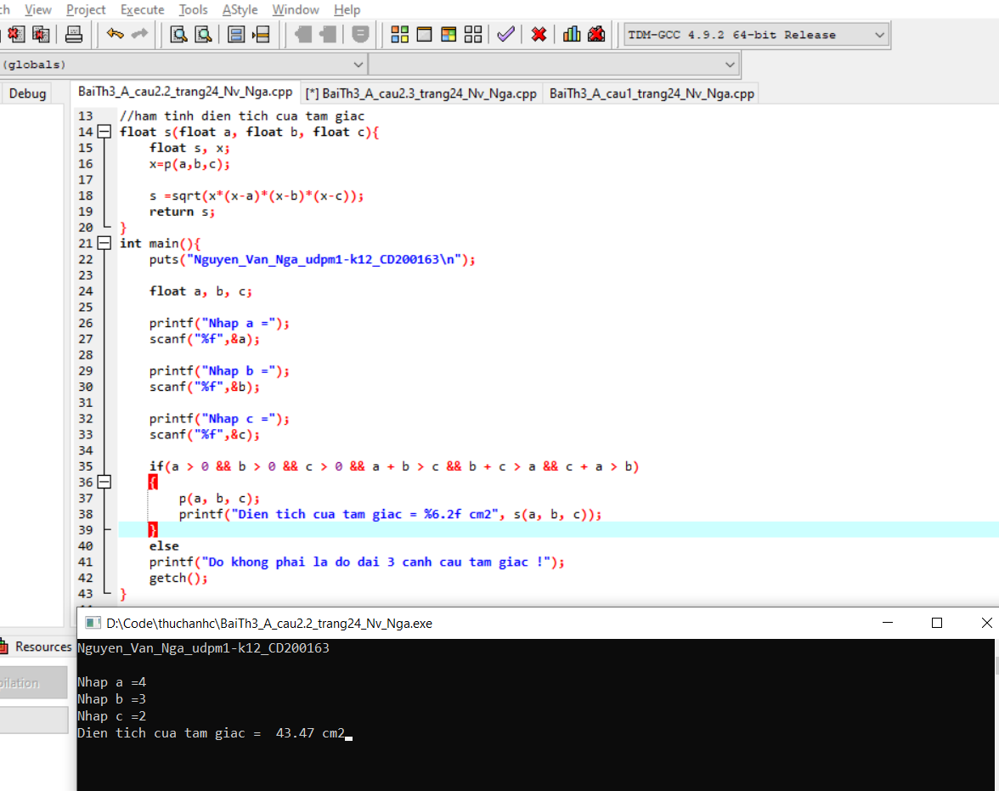 View Project Execute Tools AStyle Window Help
TDM-GCC 4.9.2 64-bit Release
(globals)
Debug
BaiTh3_A_cau2.2_trang24_Nv_Nga.cpp [*] BaiTh3_A_cau2.3_trang24_Nv_Nga.cpp BaiTh3_A_cau1_trang24_Nv_Nga.cpp
13 //ham tinh dien tich cua tam giac
14 float s(float a, float b, float c){
15 float s, x;
16 x=p(a,b,c);
17
18 s =sqrt(x*(x-a)*(x-b)*(x-c));
19 return s;
20 }
21 int main(){
22 puts("Nguyen_Van_Nga_udpm1-k12_CD200163\n");
23
24 float a, b, c;
25
26 printf("Nhap a =");
27 scanf("%f",&a);
28
29 printf("Nhap b =");
30 scanf("%f",&b);
31
32 printf("Nhap c =");
33 scanf("%f",&c);
34
35 if(a > 0 && b > 0 && c > 0 && a + b > c && b + c > a && c + a > b)
36 {
37 p(a, b, c);
38 printf("Dien tich cua tam giac = %6.2f cm2", s(a, b, c));
39 }
40 else
41 printf("Do khong phai la do dai 3 canh cau tam giac !");
42 getch();
43 }
D:\Code\thuchanhc\BaiTh3_A_cau2.2_trang24_Nv_Nga.exe
Resources
Nguyen_Van_Nga_udpm1-k12_CD200163
Nhap a =4
Nhap b =3
Nhap c =2
Dien tich cua tam giac =  43.47 cm2